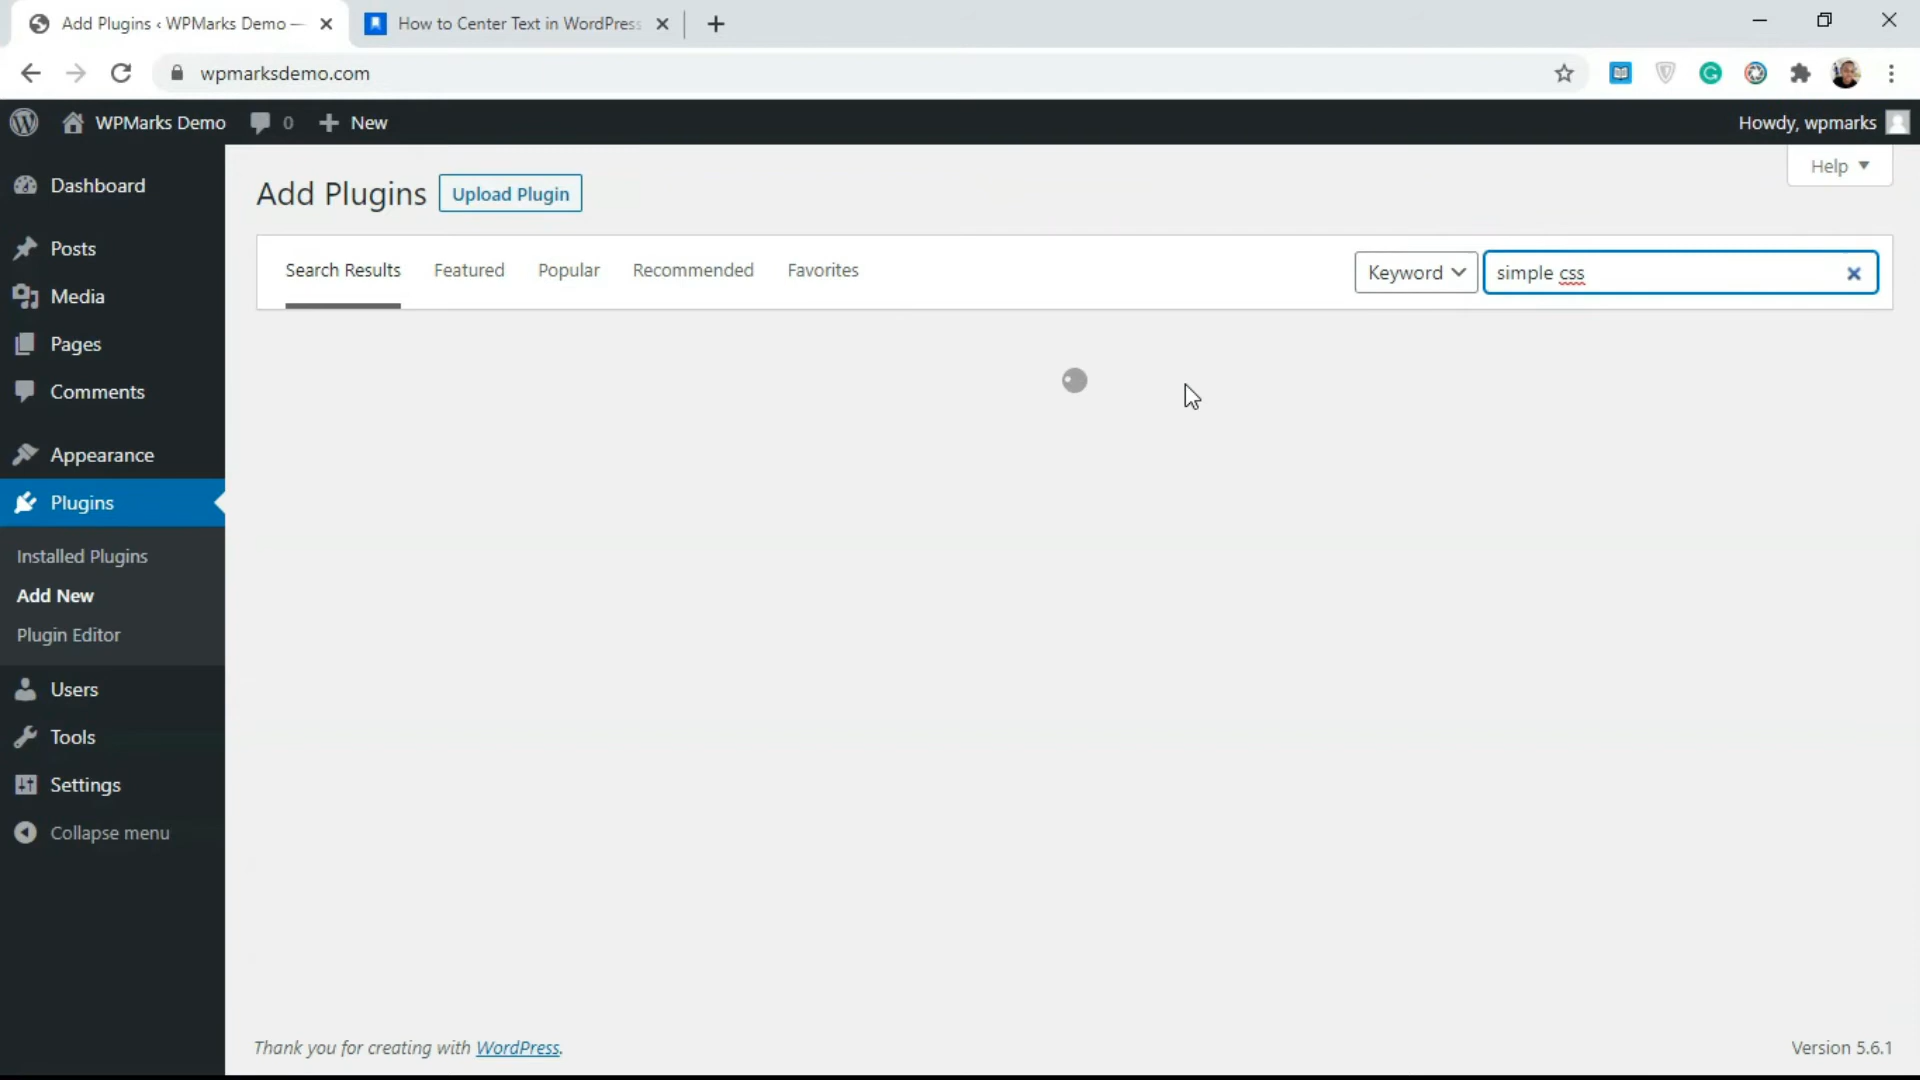 Add Plugins ‹ WPMarks Demo —
How to Center Text in WordPress
wpmarksdemo.com
WPMarks Demo
0
New
Howdy, wpmarks
Help
Dashboard
Posts
Media
Pages
Comments
Appearance
Plugins
Installed Plugins
Add New
Plugin Editor
Users
Tools
Settings
Collapse menu
Add Plugins
Upload Plugin
Search Results
Featured
Popular
Recommended
Favorites
Keyword
simple css
Thank you for creating with WordPress.
Version 5.6.1